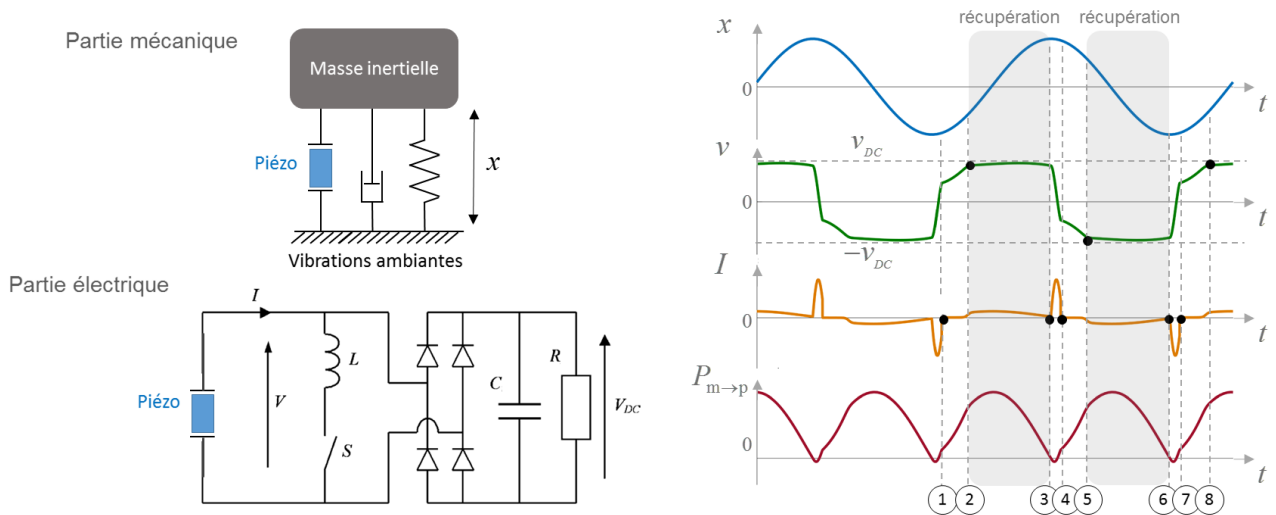 Partie mécanique
Masse inertielle
Piézo
x
Vibrations ambiantes
Partie électrique
I
Piézo
V
L
S
C
R
V_DC
récupération récupération
x
0
t
v
v_DC
0
t
−v_DC
I
t
P_m→p
0
t
1 2 3 4 5 6 7 8